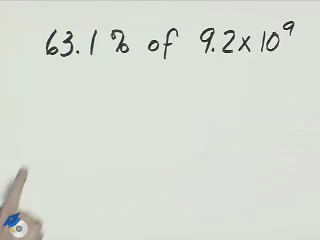 63.1 % of 9.2 × 10⁹